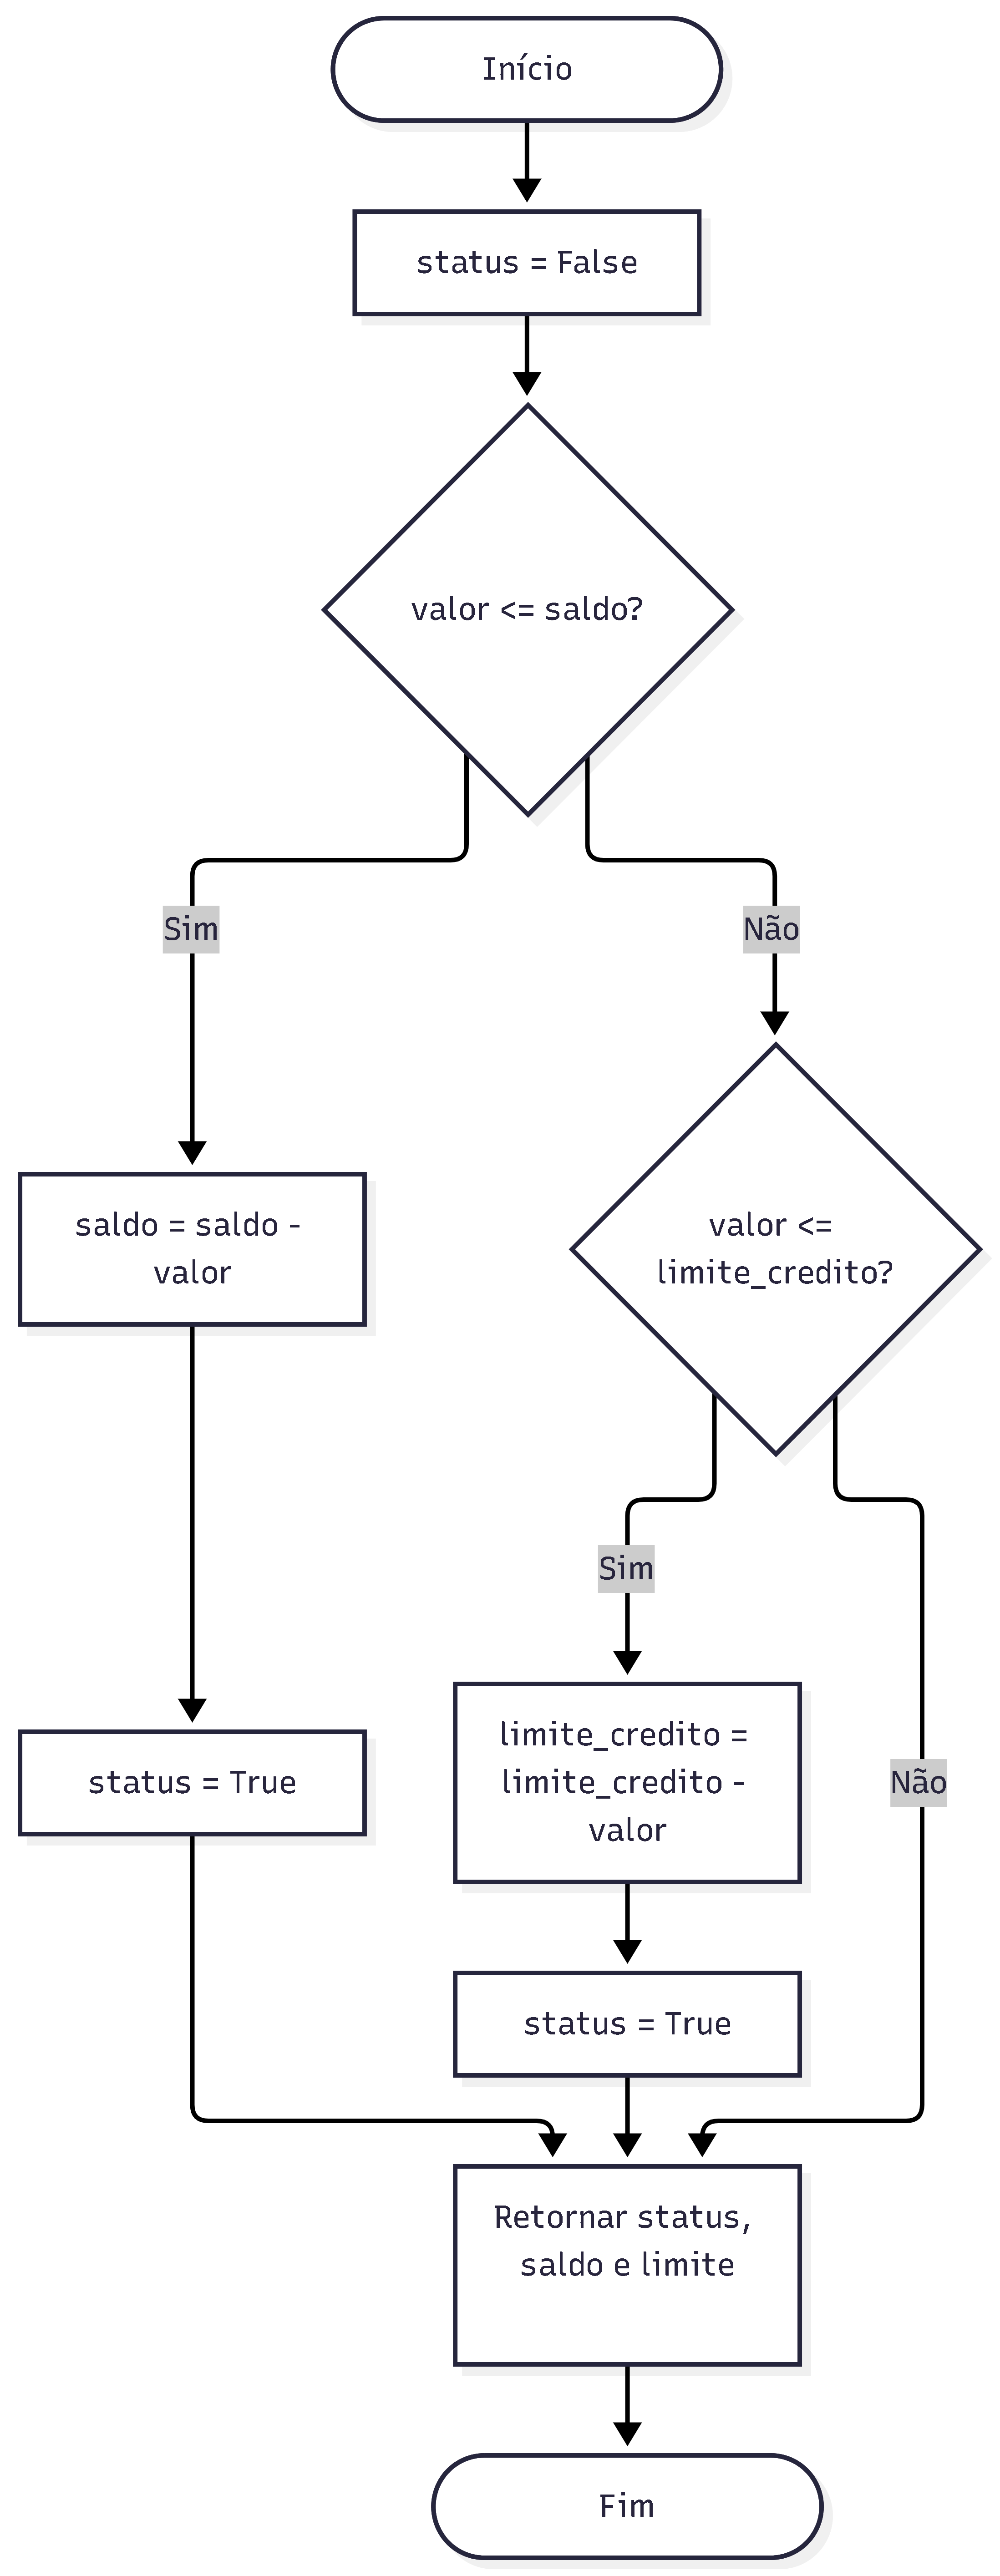 Início
status = False
valor <= saldo?
Sim
Não
saldo = saldo -
valor
valor <=
limite_credito?
Sim
limite_credito =
limite_credito -
valor
Não
status = True
status = True
Retornar status,
saldo e limite
Fim